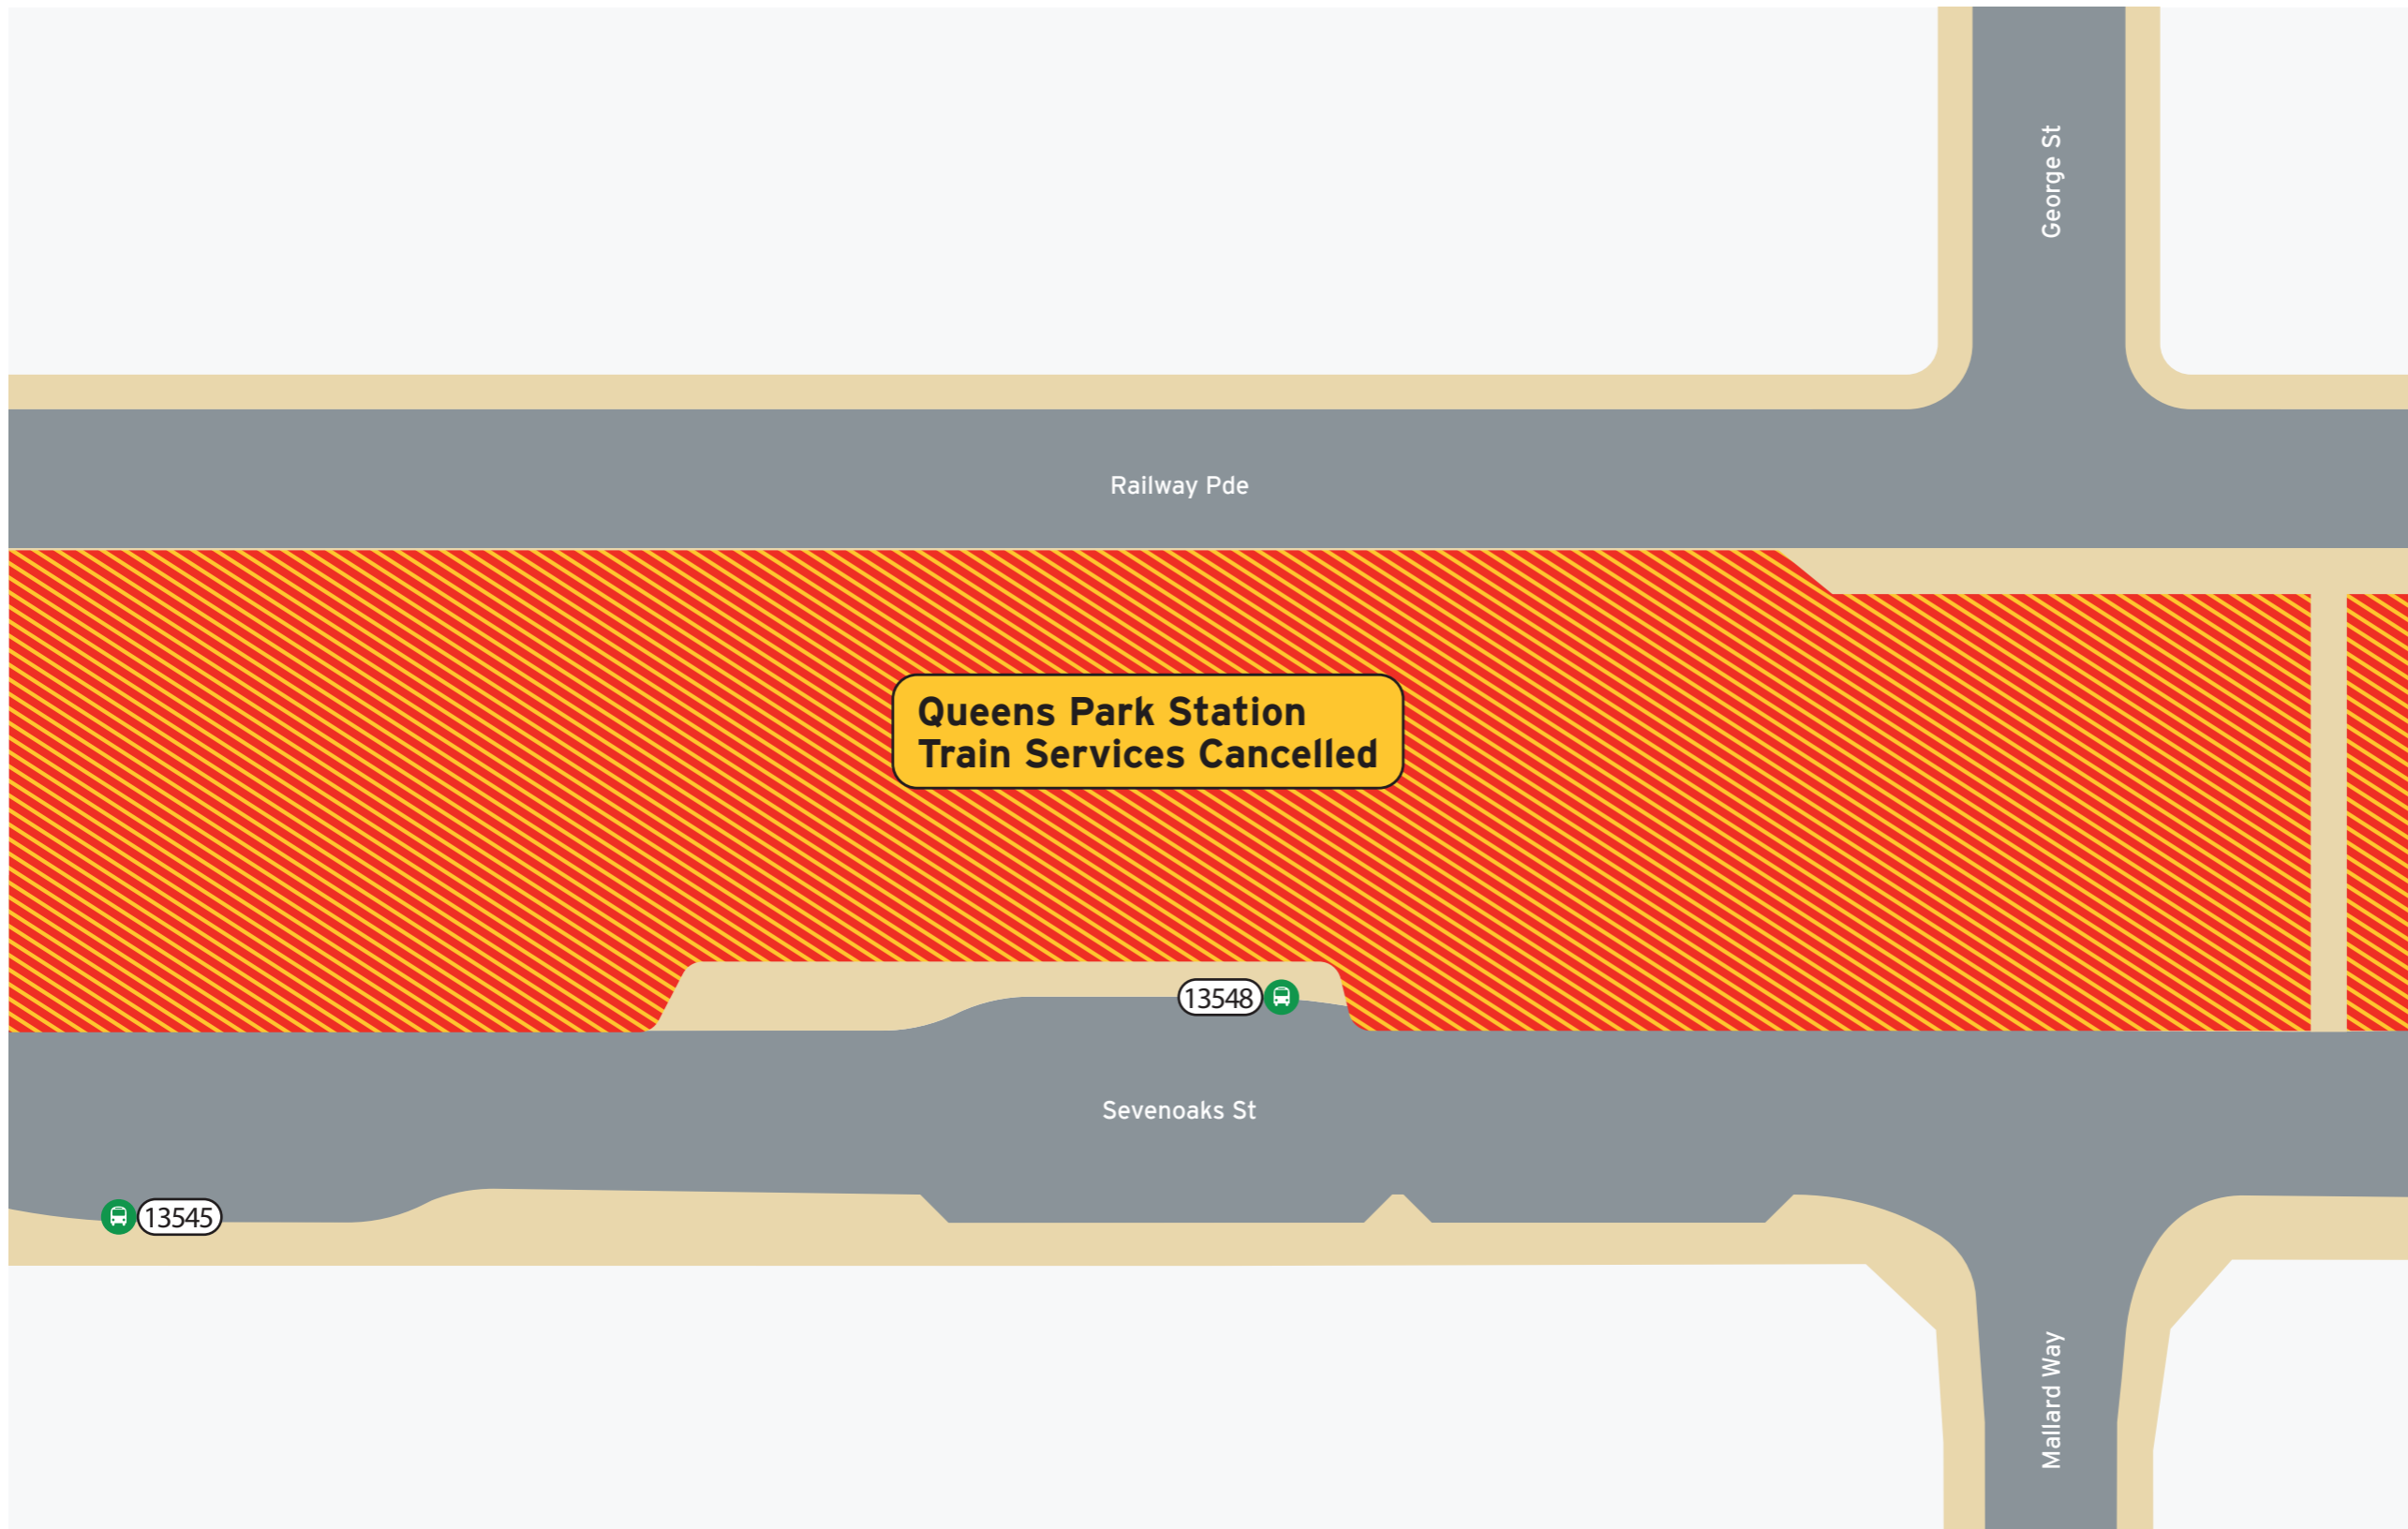 George St
Railway Pde
Queens Park Station
Train Services Cancelled
13548
Sevenoaks St
13545
Mallard Way